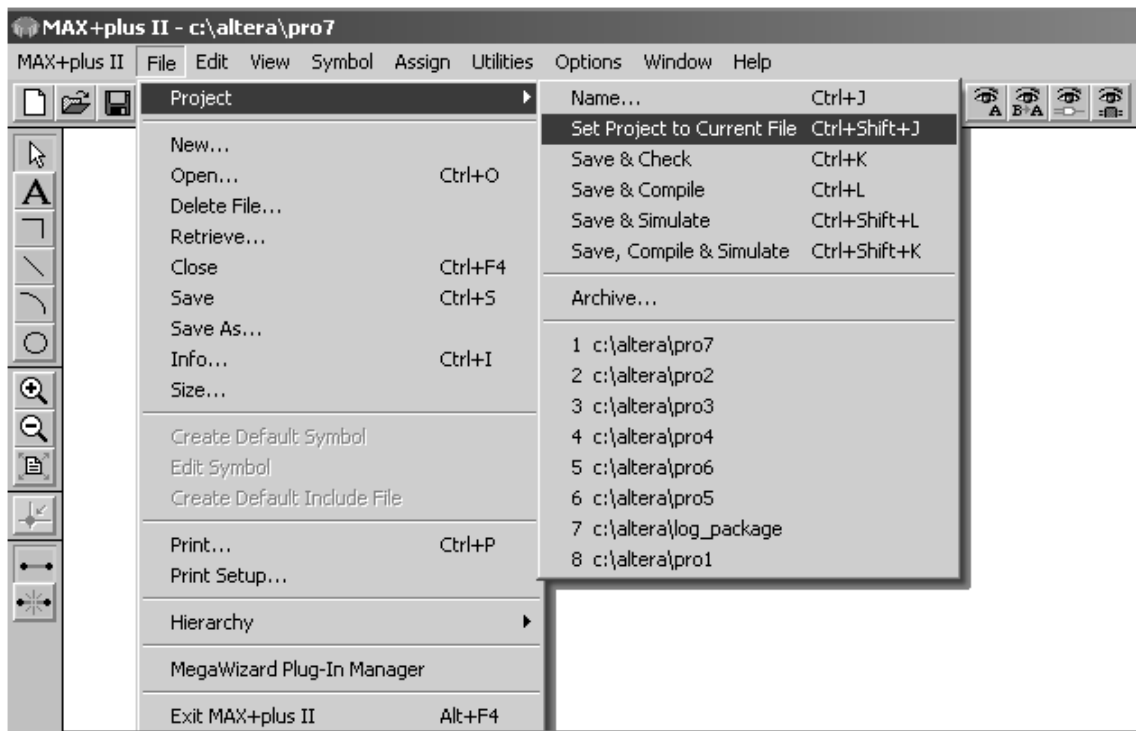 MAX+plus II - c:\altera\pro7
MAX+plus II File Edit View Symbol Assign Utilities Options Window Help
Project
New...
Open... Ctrl+O
Delete File...
Retrieve...
Close Ctrl+F4
Save Ctrl+S
Save As...
Info... Ctrl+I
Size...
Create Default Symbol
Edit Symbol
Create Default Include File
Print... Ctrl+P
Print Setup...
Hierarchy
MegaWizard Plug-In Manager
Exit MAX+plus II Alt+F4
Name... Ctrl+J
Set Project to Current File Ctrl+Shift+J
Save & Check Ctrl+K
Save & Compile Ctrl+L
Save & Simulate Ctrl+Shift+L
Save, Compile & Simulate Ctrl+Shift+K
Archive...
1 c:\altera\pro7
2 c:\altera\pro2
3 c:\altera\pro3
4 c:\altera\pro4
5 c:\altera\pro6
6 c:\altera\pro5
7 c:\altera\log_package
8 c:\altera\pro1
A B A
A